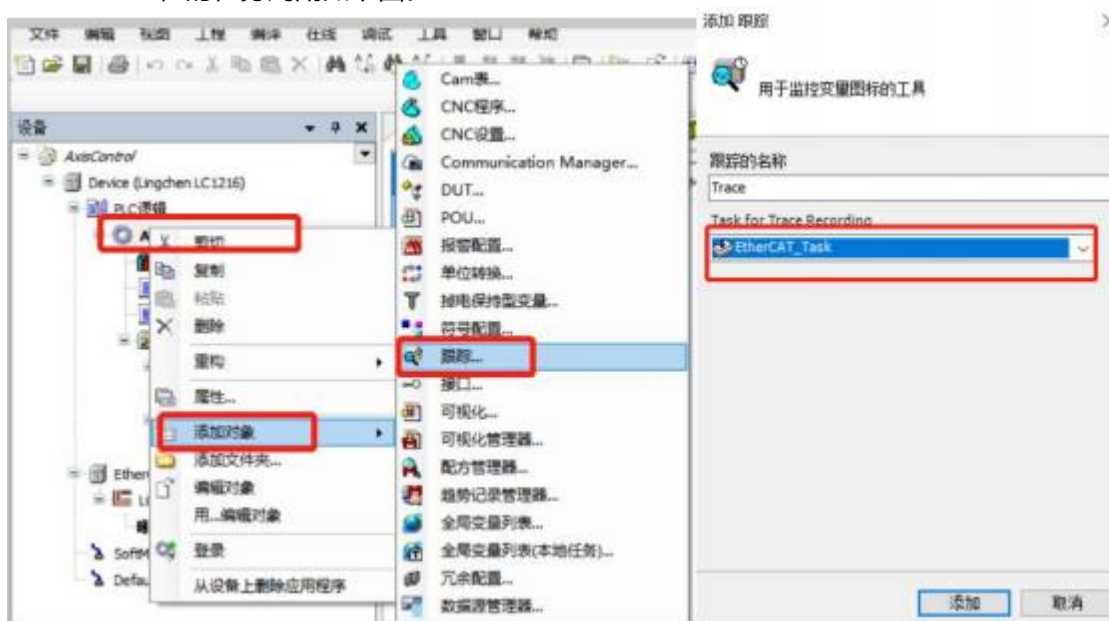 文件 编辑 视图 工程 编译 在线 调试 工具 窗口 帮助
设备
AxisControl
Device (Lingchen LC1216)
PLC逻辑
A
Ether
SoftM
Defau
剪切
复制
粘贴
删除
重构
属性...
添加对象
添加文件夹...
编辑对象
用...编辑对象
登录
从设备上删除应用程序
Cam表...
CNC程序...
CNC设置...
Communication Manager...
DUT...
POU...
报警配置...
单位转换...
掉电保持型变量...
符号配置...
跟踪...
接口...
可视化...
可视化管理器...
配方管理器...
趋势记录管理器...
全局变量列表...
全局变量列表(本地任务)...
冗余配置...
数据源管理器...
添加 跟踪
用于监控变量图标的工具
跟踪的名称
Trace
Task for Trace Recording
EtherCAT_Task
添加 取消